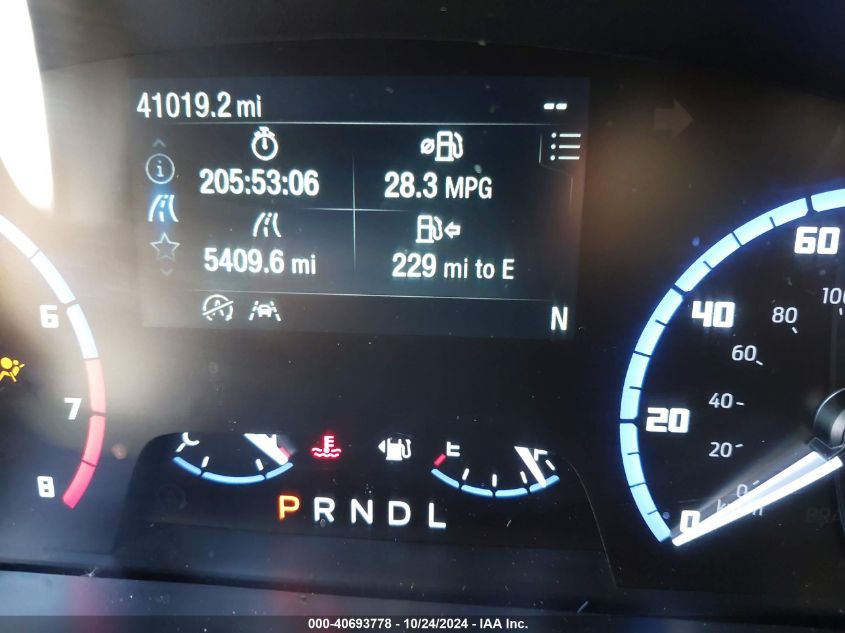 41019.2 mi --
205:53:06 28.3 MPG
5409.6 mi 229 mi to E
N
60
100
40 80
6 60
7 40
20
20
8 0
0
E
P R N D L
000-40693778 - 10/24/2024 - IAA Inc.